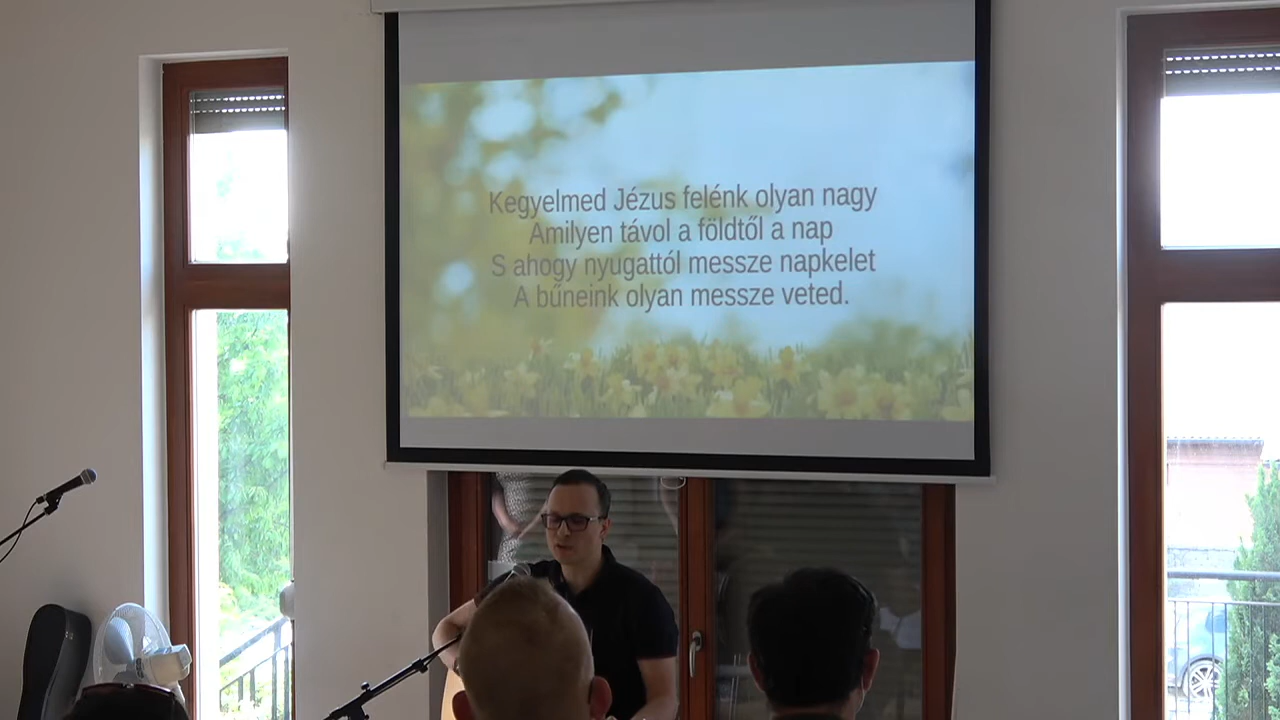 Kegyelmed Jézus felénk olyan nagy
Amilyen távol a földtől a nap
S ahogy nyugattól messze napkelet
A bűneink olyan messze veted.